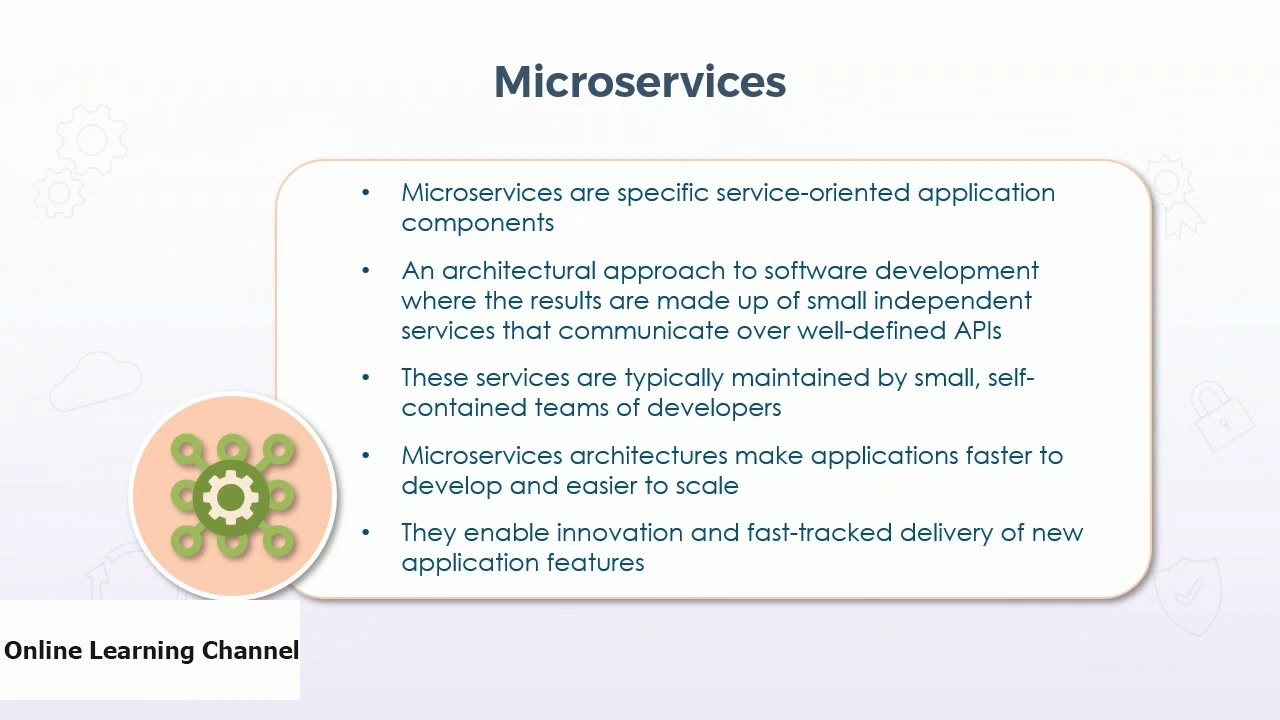 Microservices
• Microservices are specific service-oriented application
components
• An architectural approach to software development
where the results are made up of small independent
services that communicate over well-defined APIs
• These services are typically maintained by small, self-
contained teams of developers
• Microservices architectures make applications faster to
develop and easier to scale
• They enable innovation and fast-tracked delivery of new
application features
Online Learning Channel